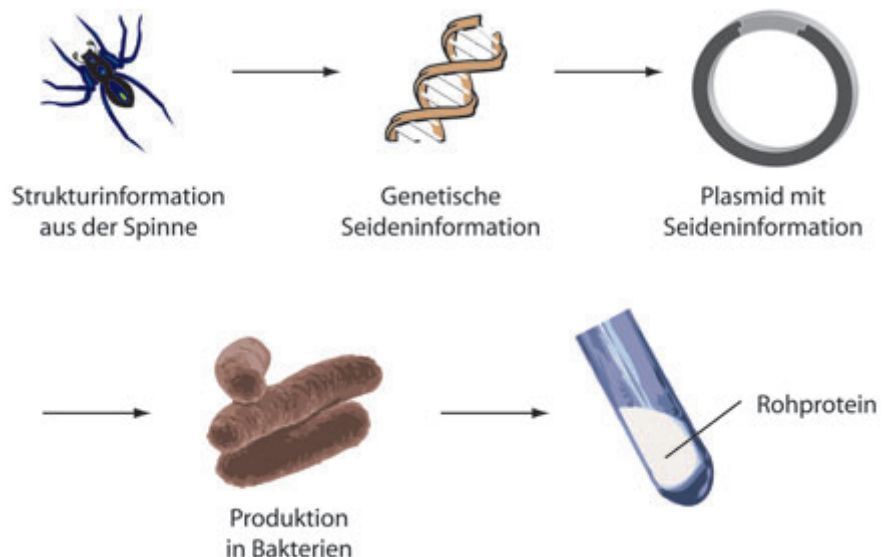 Strukturinformation
aus der Spinne
Genetische
Seideninformation
Plasmid mit
Seideninformation
Rohprotein
Produktion
in Bakterien